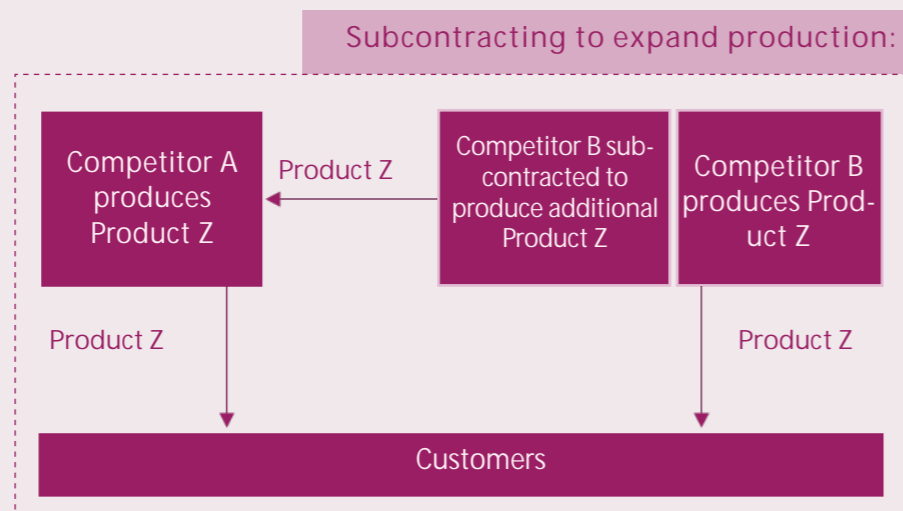 Subcontracting to expand production:
Competitor A
produces
Product Z
Product Z
Competitor B sub-
contracted to
produce additional
Product Z
Competitor B
produces Prod-
uct Z
Product Z
Product Z
Customers